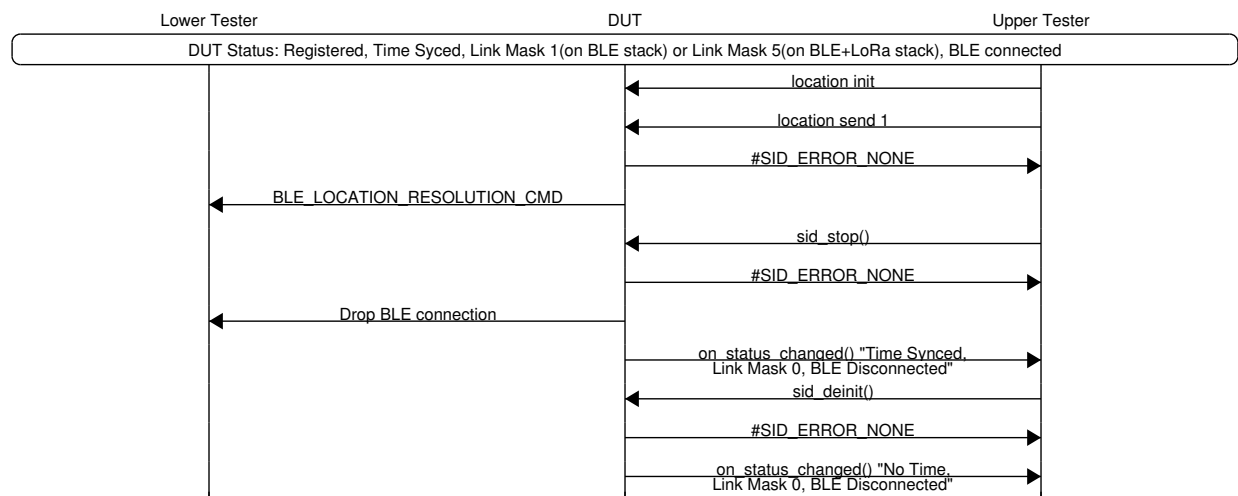 Lower Tester DUT Upper Tester
DUT Status: Registered, Time Syced, Link Mask 1(on BLE stack) or Link Mask 5(on BLE+LoRa stack), BLE connected
location init
location send 1
#SID_ERROR_NONE
BLE_LOCATION_RESOLUTION_CMD
sid_stop()
#SID_ERROR_NONE
Drop BLE connection
on_status_changed() "Time Synced,
Link Mask 0, BLE Disconnected"
sid_deinit()
#SID_ERROR_NONE
on_status_changed() "No Time,
Link Mask 0, BLE Disconnected"